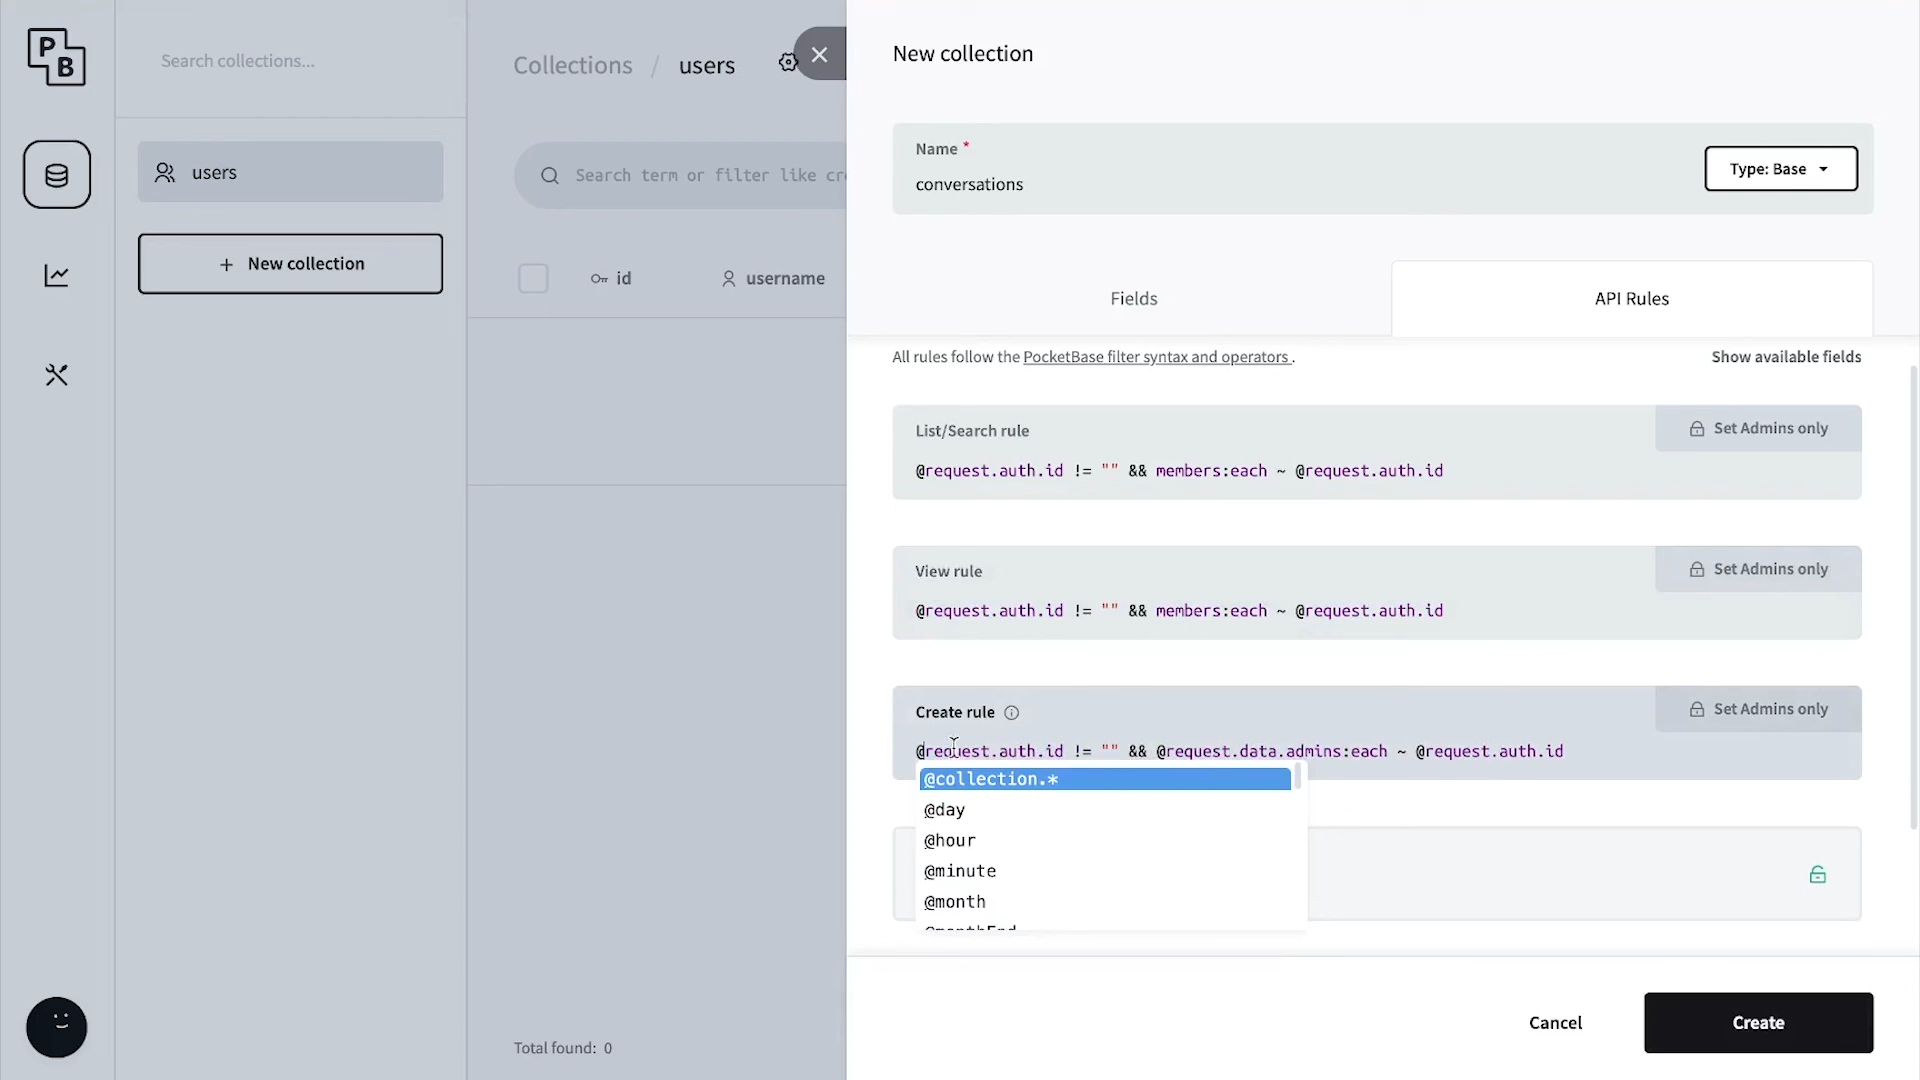 P
B
Search collections...
users
+ New collection
Collections / users
Search term or filter like cre
id
username
Total found: 0
New collection
Name *
conversations
Type: Base
Fields
API Rules
All rules follow the PocketBase filter syntax and operators .
Show available fields
List/Search rule
Set Admins only
@request.auth.id != "" && members:each ~ @request.auth.id
View rule
Set Admins only
@request.auth.id != "" && members:each ~ @request.auth.id
Create rule
Set Admins only
@request.auth.id != "" && @request.data.admins:each ~ @request.auth.id
@collection.*
@day
@hour
@minute
@month
@monthEnd
Cancel
Create